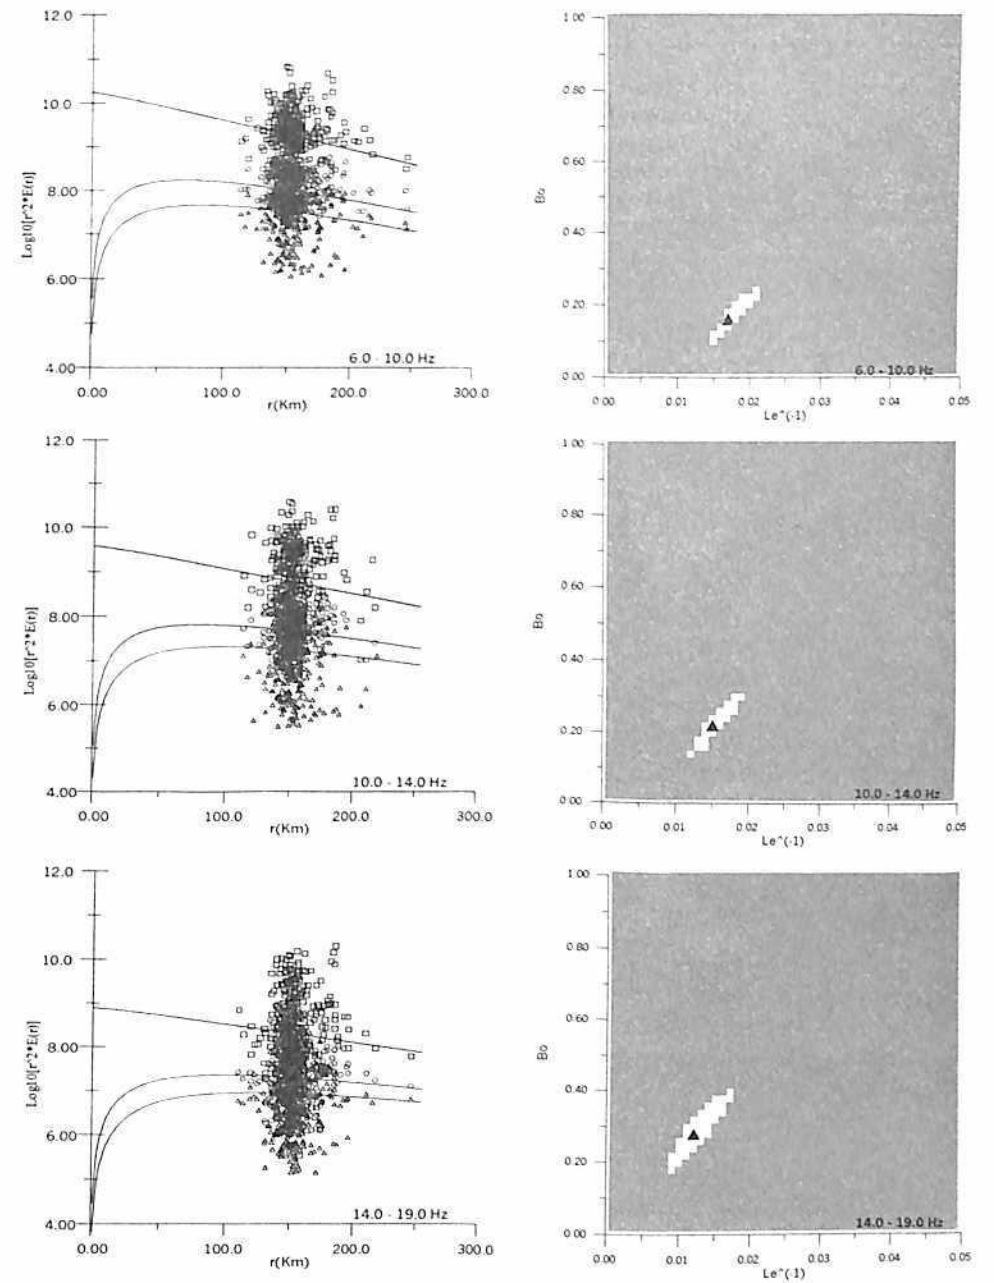 12.0
10.0
8.00
6.00
4.00
Log10[r^2*E(r)]
6.0 - 10.0 Hz
0.00 100.0 200.0 300.0
r(Km)
1 00
0 80
0 60
0 40
0 20
0 00
Bo
6.0 - 10.0 Hz
0 00 0.01 0.02 0.03 0.04 0.05
Le^(-1)
12.0
10.0
8.00
6.00
4.00
Log10[r^2*E(r)]
10.0 - 14.0 Hz
0.00 100.0 200.0 300.0
r(Km)
1 00
0 80
0 60
0 40
0 20
0 00
Bo
10.0 - 14.0 Hz
0 00 0.01 0.02 0 03 0 04 0.05
Le^(-1)
12.0
10.0
8.00
6.00
4.00
Log10[r^2*E(r)]
14.0 - 19.0 Hz
0.00 100.0 200.0 300.0
r(Km)
1 00
0 80
0 60
0 40
0 20
0 00
Bo
14.0 - 19.0 Hz
0.00 0.01 0.02 0.03 0.04 0.05
Le^(-1)